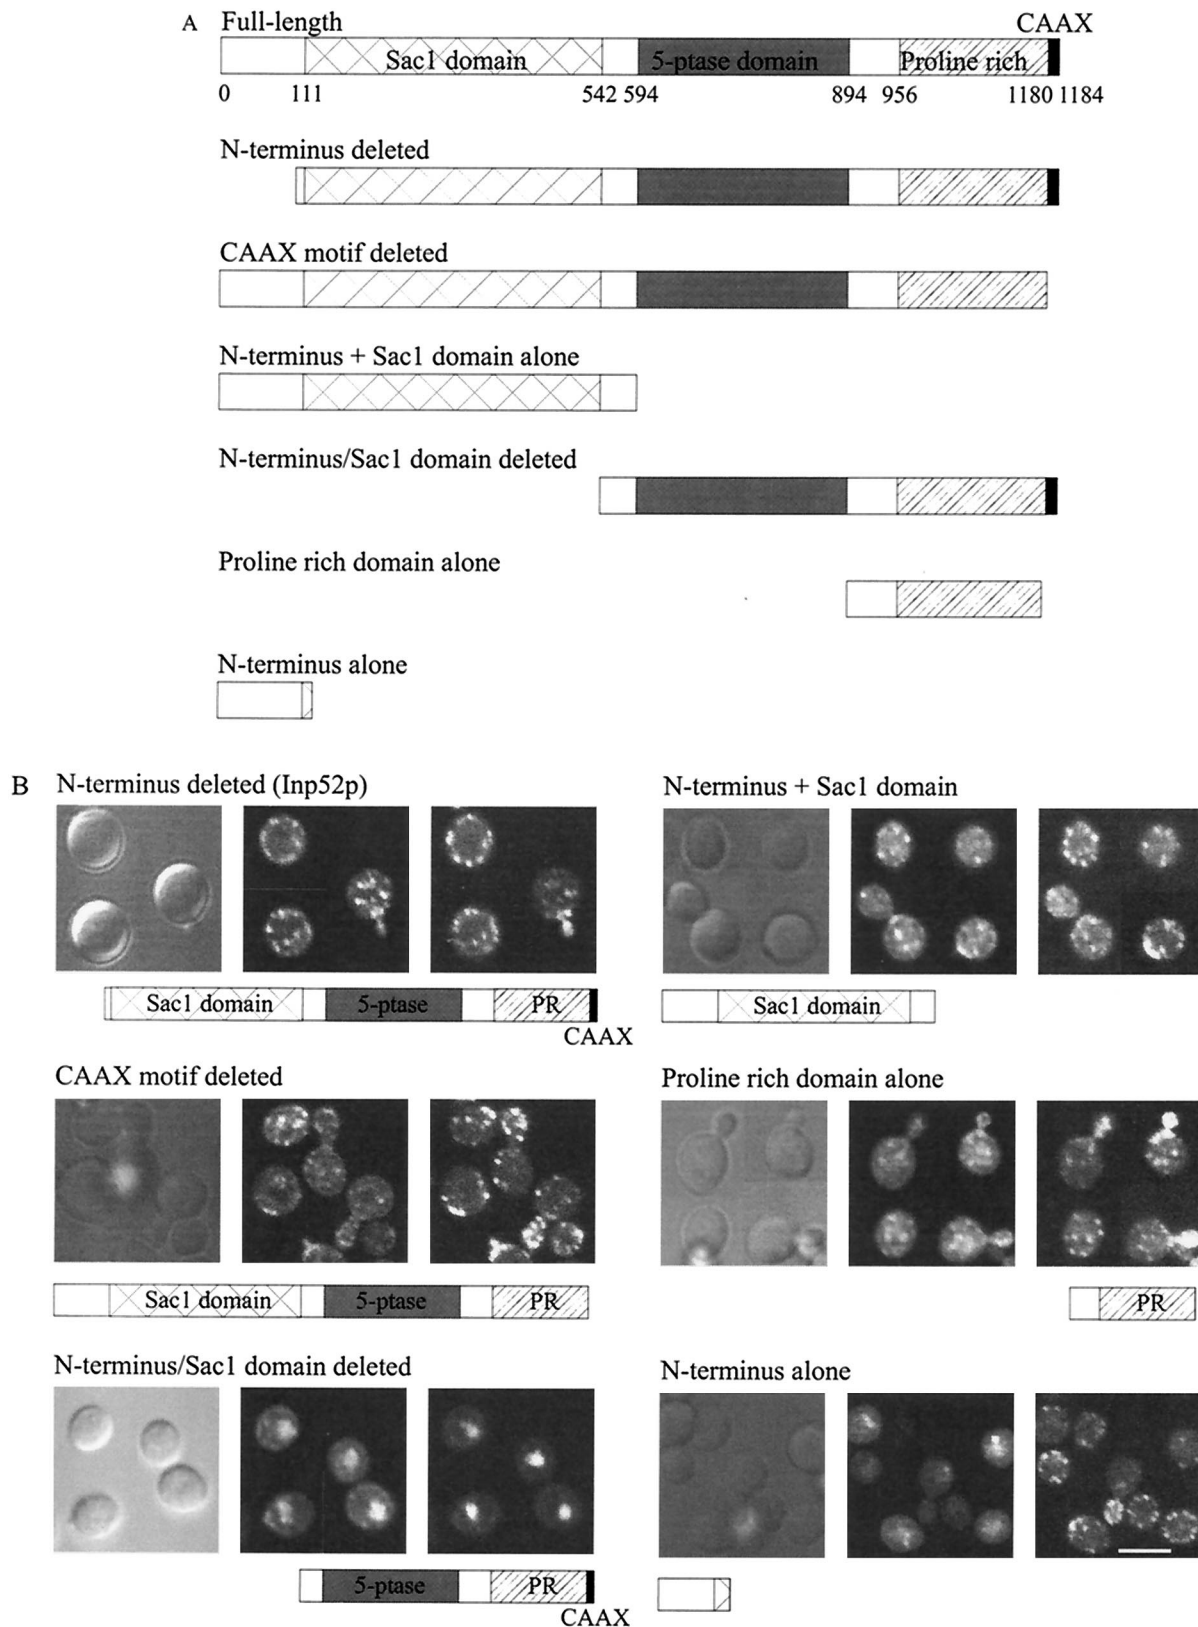 A Full-length CAAX
Sac1 domain 5-ptase domain Proline rich
0 111 542 594 894 956 1180 1184
N-terminus deleted
CAAX motif deleted
N-terminus + Sac1 domain alone
N-terminus/Sac1 domain deleted
Proline rich domain alone
N-terminus alone
B N-terminus deleted (Inp52p)
Sac1 domain 5-ptase PR
CAAX
N-terminus + Sac1 domain
Sac1 domain
CAAX motif deleted
Sac1 domain 5-ptase PR
Proline rich domain alone
PR
N-terminus/Sac1 domain deleted
5-ptase PR
CAAX
N-terminus alone